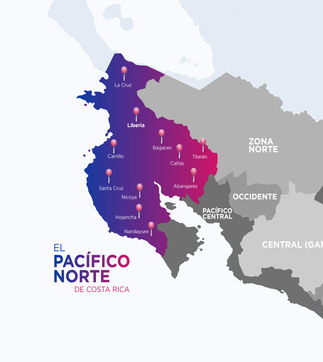 La Cruz
Liberia
Bagaces
Cañas
Tilarán
Carrillo
Abangares
Santa Cruz
Nicoya
Hojancha
Nandayure
ZONA
NORTE
OCCIDENTE
PACÍFICO
CENTRAL
CENTRAL (GA
EL
PACÍFICO
NORTE
DE COSTA RICA